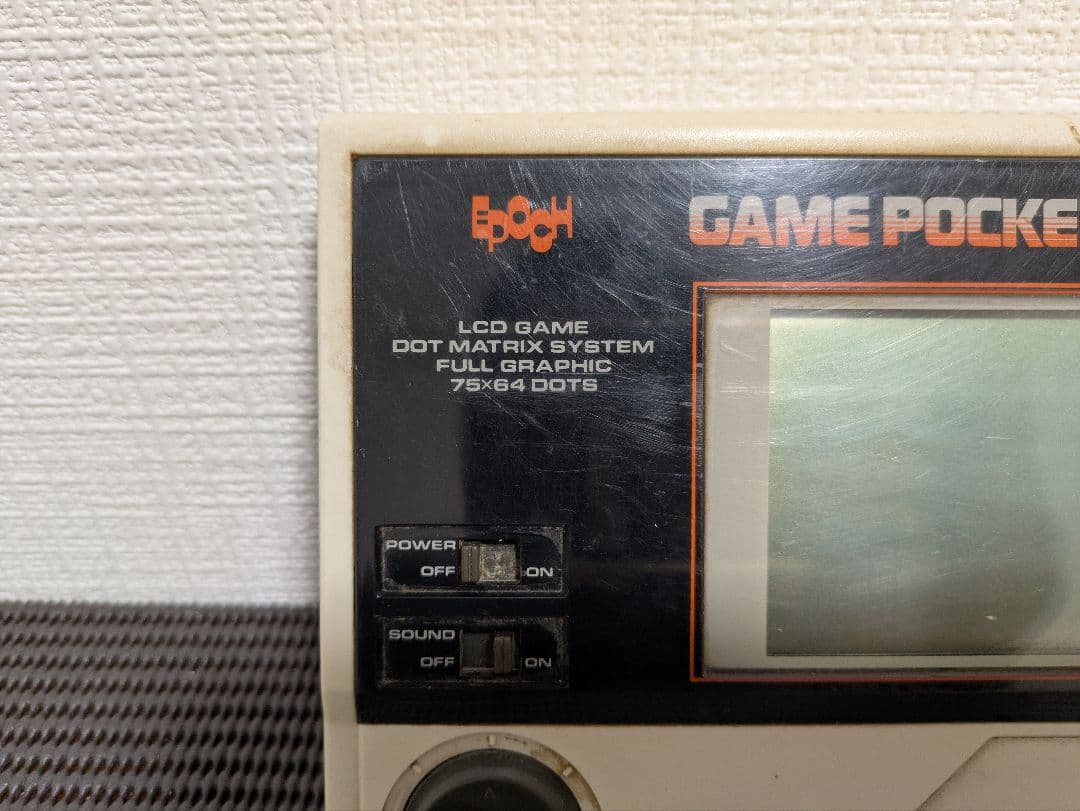 EPOCH
GAME POCKE
LCD GAME
DOT MATRIX SYSTEM
FULL GRAPHIC
75×64 DOTS
POWER
OFF ON
SOUND
OFF ON